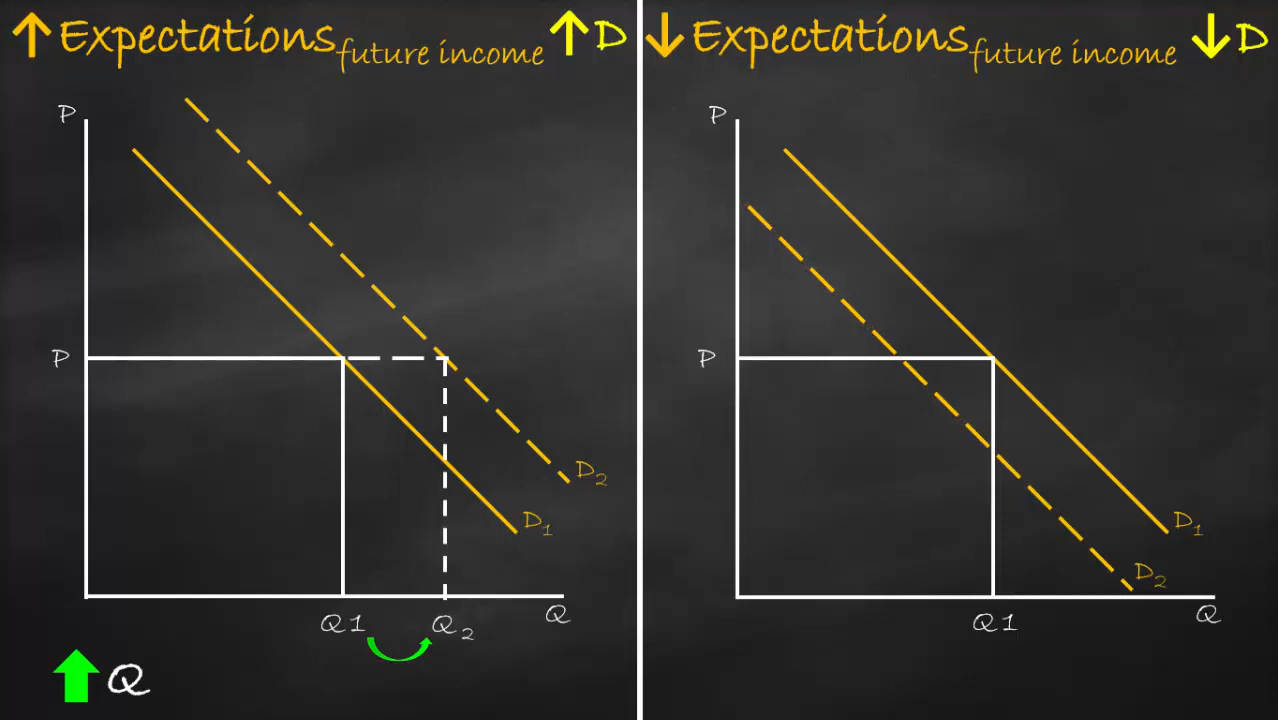 ↑Expectations future income ↑D
P
P
D2
D1
Q1 Q2 Q
↑Q
↓Expectations future income ↓D
P
P
D1
D2
Q1 Q